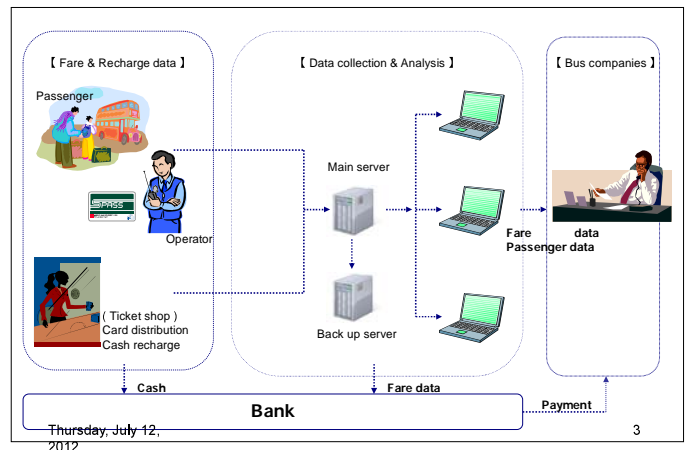 【 Fare & Recharge data 】
Passenger
SPASS
Operator
( Ticket shop )
Card distribution
Cash recharge
【 Data collection & Analysis 】
Main server
Back up server
【 Bus companies 】
Fare data
Passenger data
Cash
Fare data
Bank
Payment
Thursday, July 12,
2012
3